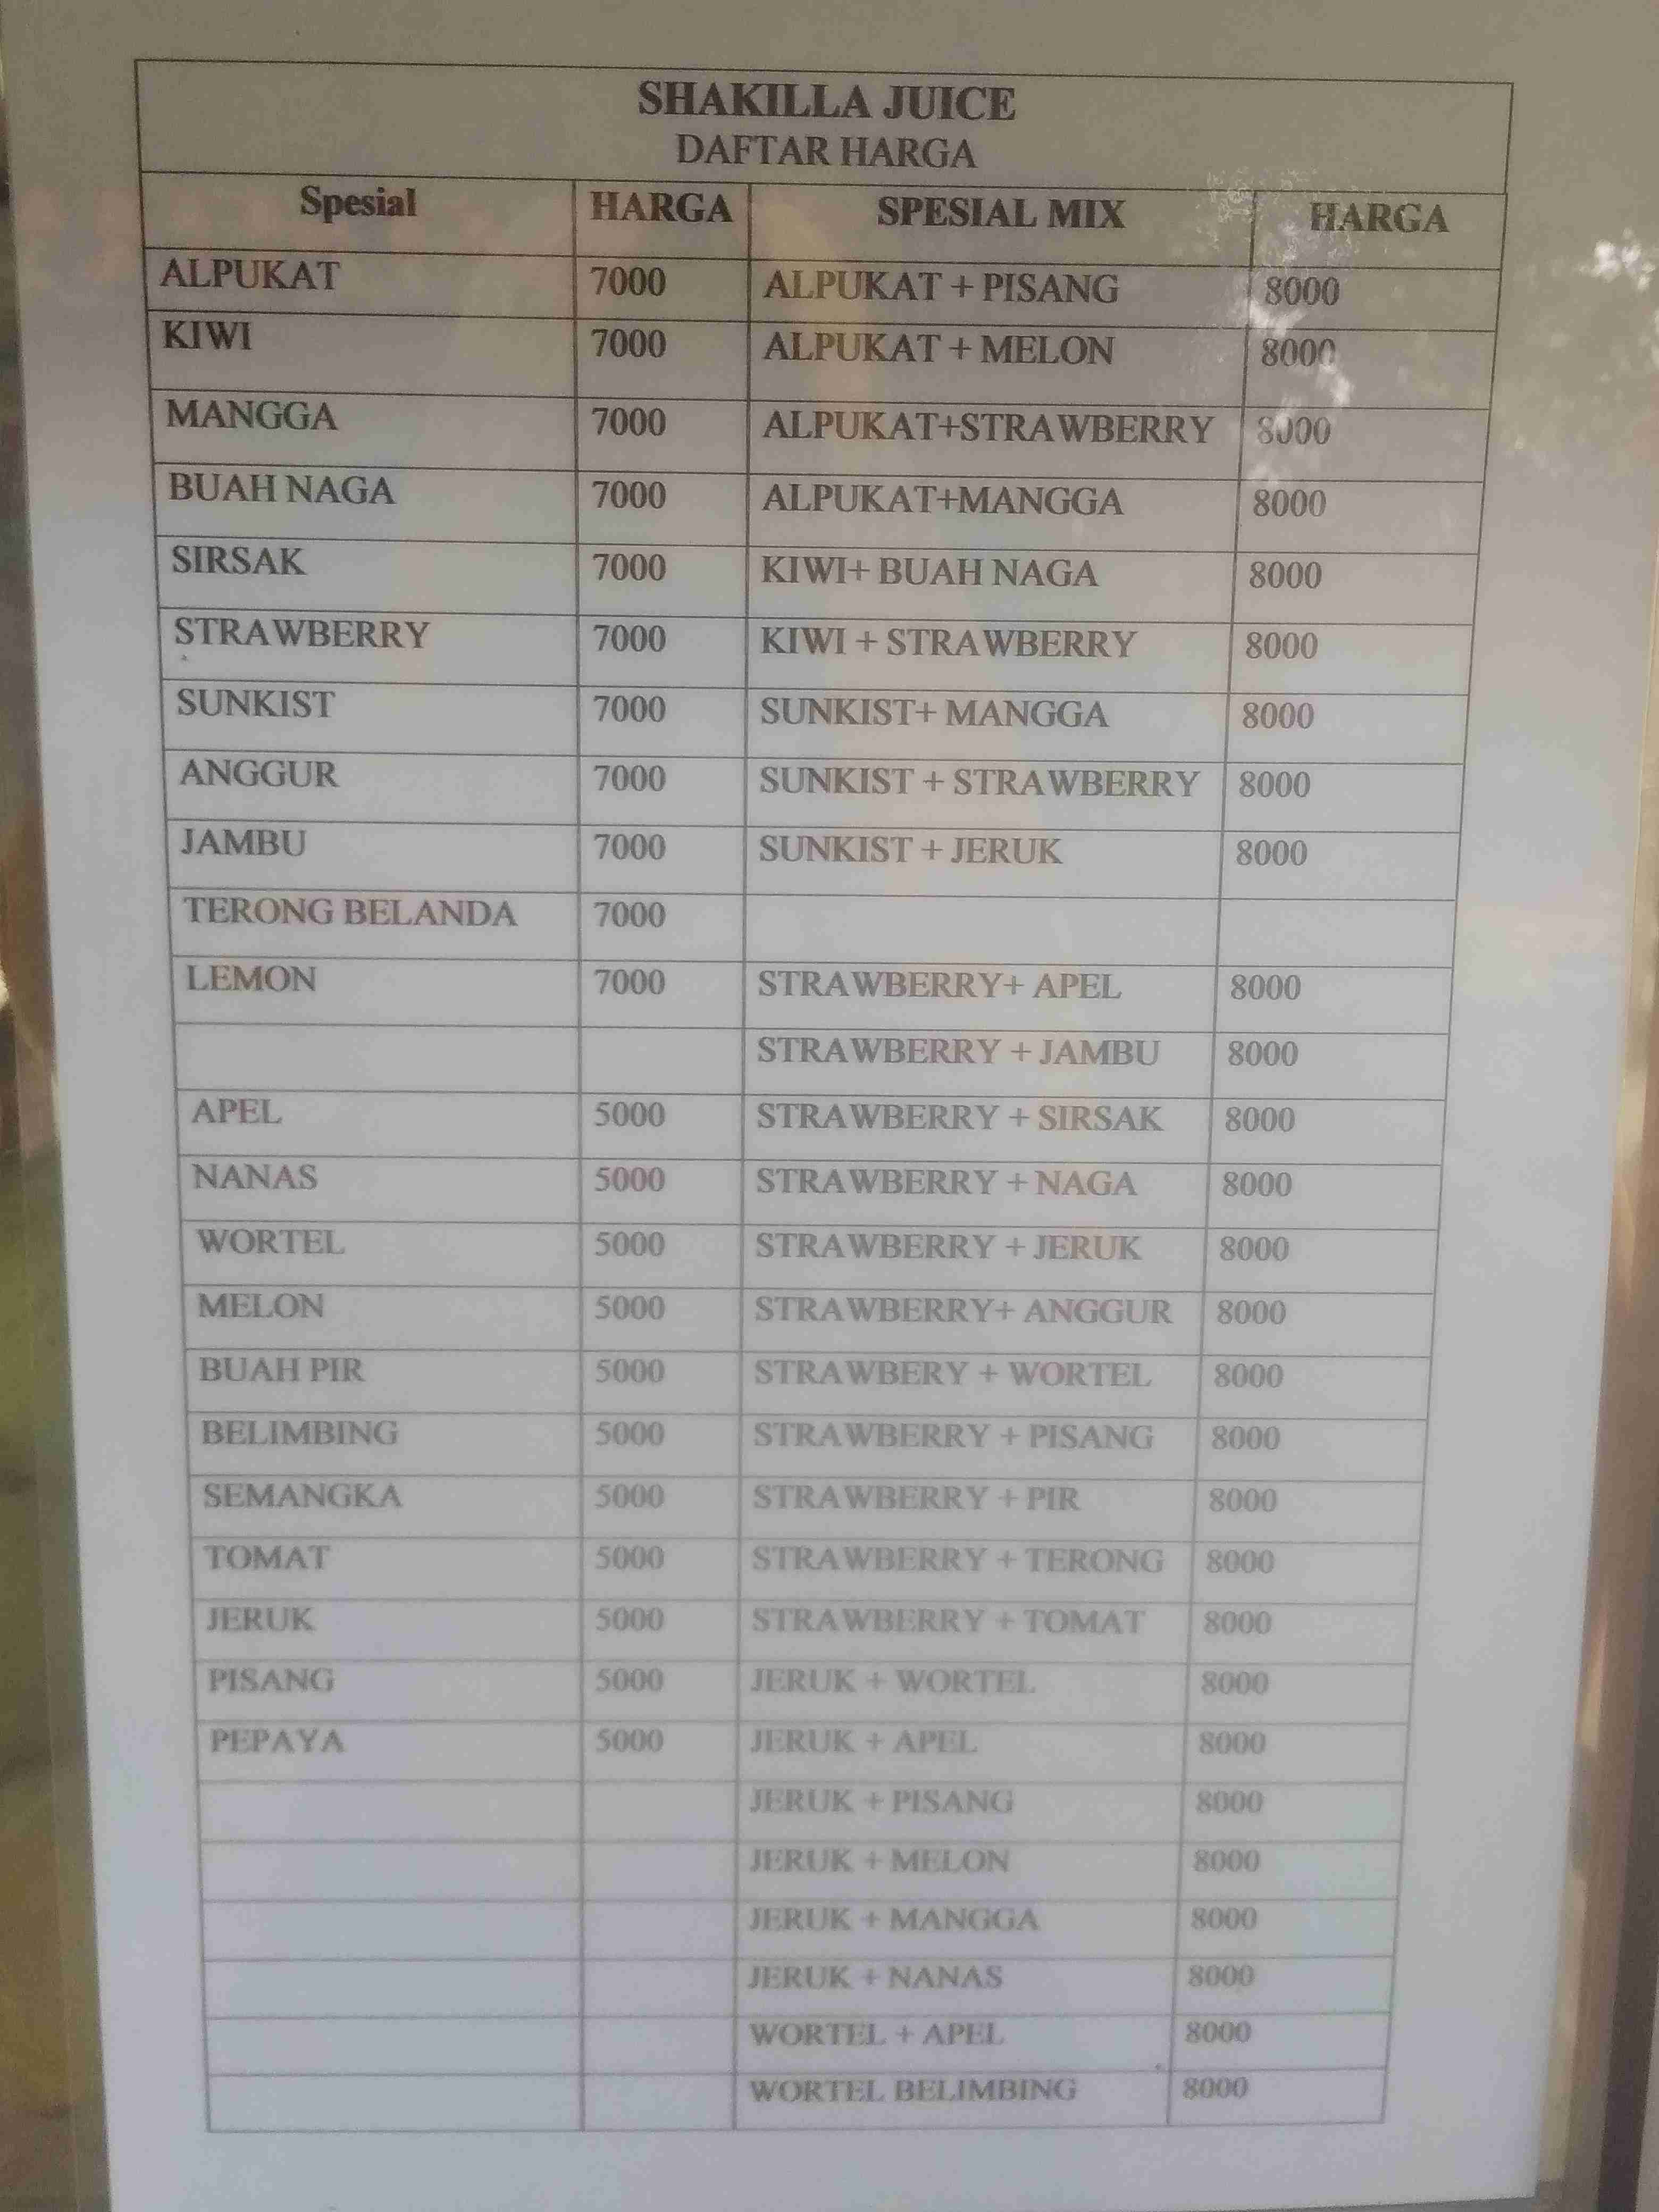 SHAKILLA JUICE
DAFTAR HARGA
Spesial HARGA SPESIAL MIX HARGA
ALPUKAT 7000 ALPUKAT + PISANG 8000
KIWI 7000 ALPUKAT + MELON 8000
MANGGA 7000 ALPUKAT+STRAWBERRY 8000
BUAH NAGA 7000 ALPUKAT+MANGGA 8000
SIRSAK 7000 KIWI+ BUAH NAGA 8000
STRAWBERRY 7000 KIWI + STRAWBERRY 8000
SUNKIST 7000 SUNKIST+ MANGGA 8000
ANGGUR 7000 SUNKIST + STRAWBERRY 8000
JAMBU 7000 SUNKIST + JERUK 8000
TERONG BELANDA 7000
LEMON 7000 STRAWBERRY+ APEL 8000
STRAWBERRY + JAMBU 8000
APEL 5000 STRAWBERRY + SIRSAK 8000
NANAS 5000 STRAWBERRY + NAGA 8000
WORTEL 5000 STRAWBERRY + JERUK 8000
MELON 5000 STRAWBERRY+ ANGGUR 8000
BUAH PIR 5000 STRAWBERY + WORTEL 8000
BELIMBING 5000 STRAWBERRY + PISANG 8000
SEMANGKA 5000 STRAWBERRY + PIR 8000
TOMAT 5000 STRAWBERRY + TERONG 8000
JERUK 5000 STRAWBERRY + TOMAT 8000
PISANG 5000 JERUK + WORTEL 8000
PEPAYA 5000 JERUK + APEL 8000
JERUK + PISANG 8000
JERUK + MELON 8000
JERUK + MANGGA 8000
JERUK + NANAS 8000
WORTEL + APEL 8000
WORTEL BELIMBING 8000